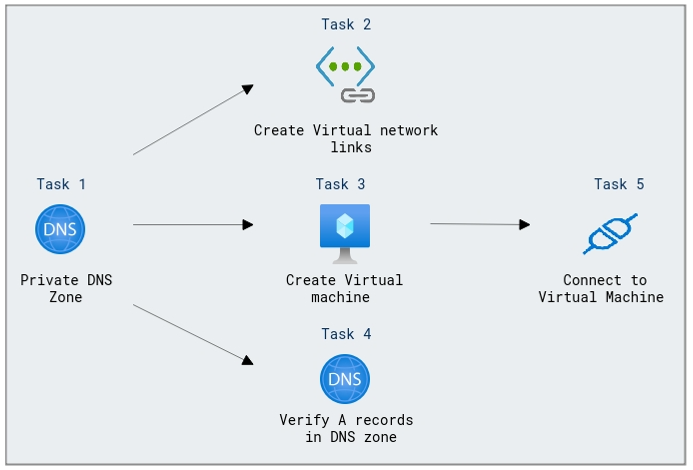 Task 2
Create Virtual network
links
Task 1
DNS
Private DNS
Zone
Task 3
Create Virtual
machine
Task 5
Connect to
Virtual Machine
Task 4
DNS
Verify A records
in DNS zone